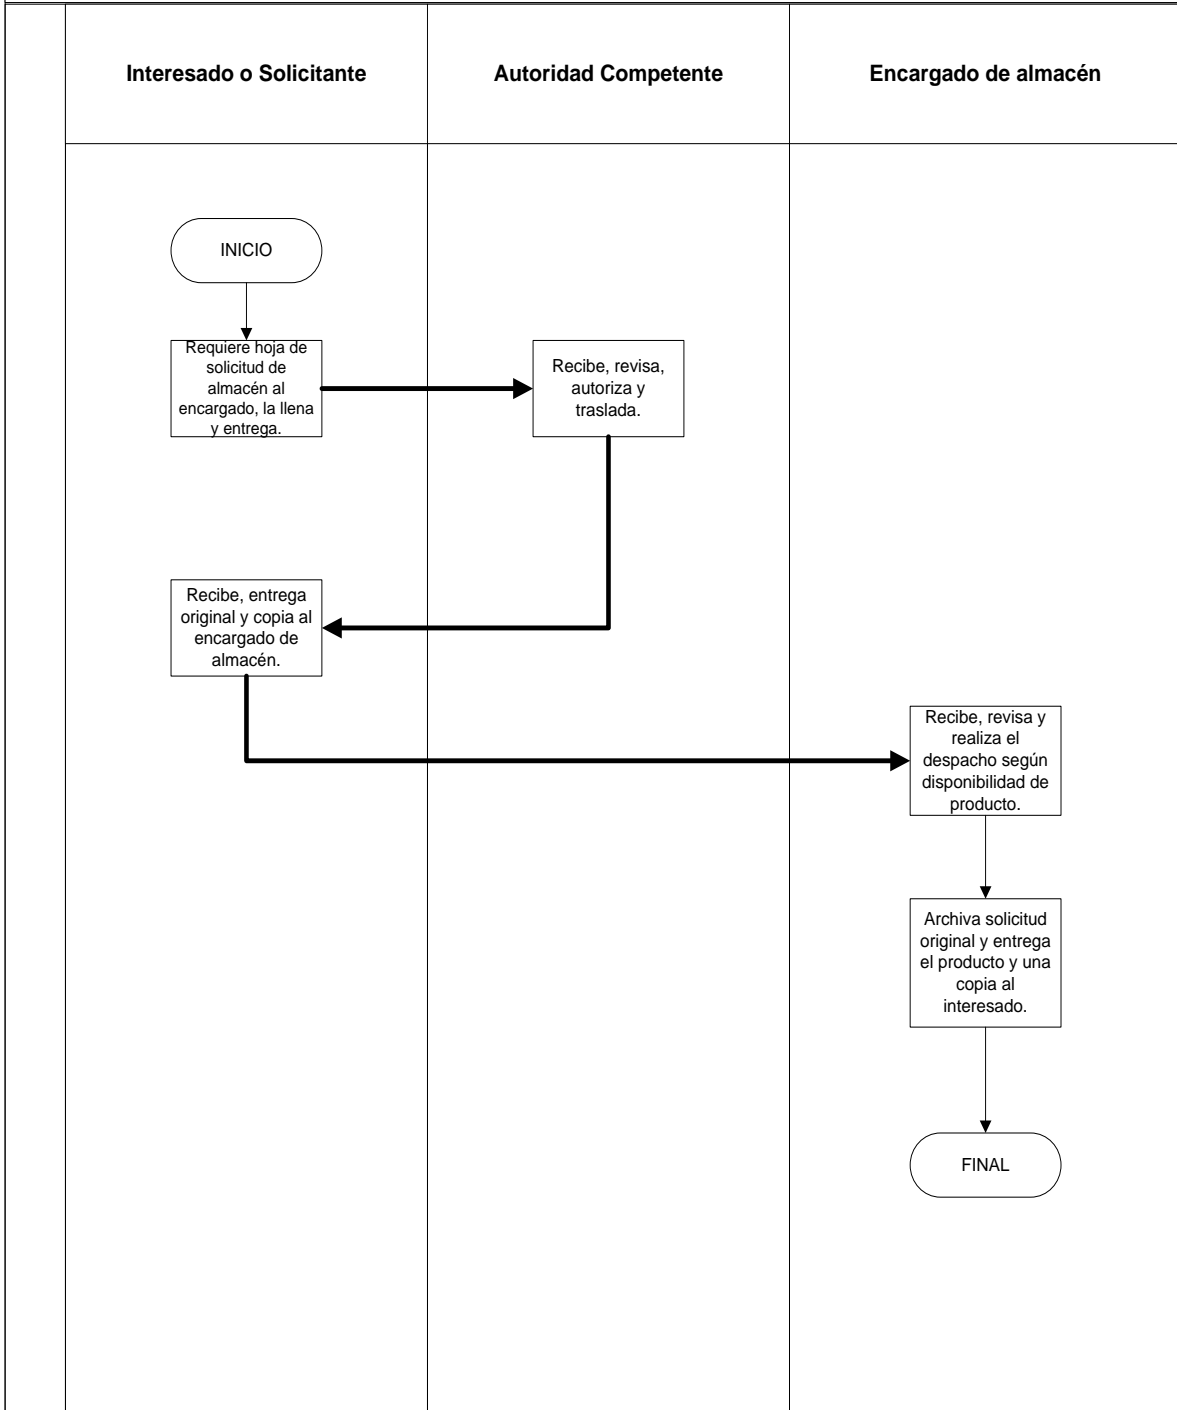 Interesado o Solicitante
Autoridad Competente
Encargado de almacén
INICIO
Requiere hoja de
solicitud de
almacén al
encargado, la llena
y entrega.
Recibe, revisa,
autoriza y
traslada.
Recibe, entrega
original y copia al
encargado de
almacén.
Recibe, revisa y
realiza el
despacho según
disponibilidad de
producto.
Archiva solicitud
original y entrega
el producto y una
copia al
interesado.
FINAL